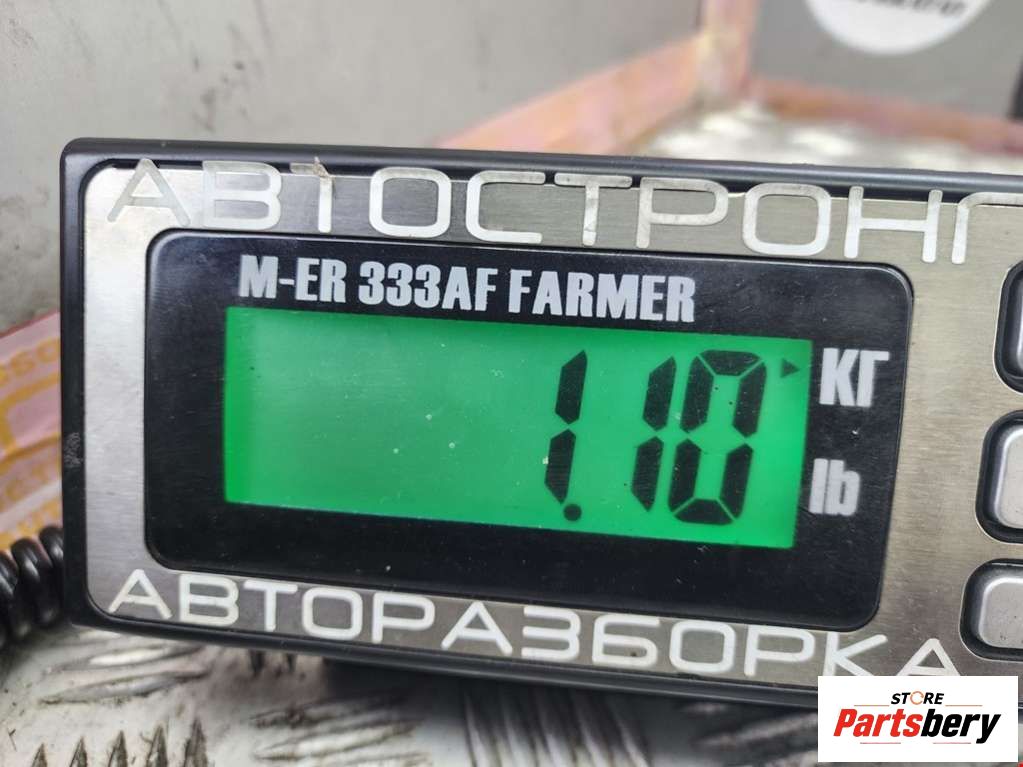 АВТОСТРОНГ
M-ER 333AF FARMER
1.10
КГ
lb
АВТОРАЗБОРКА
STORE
Partsbery